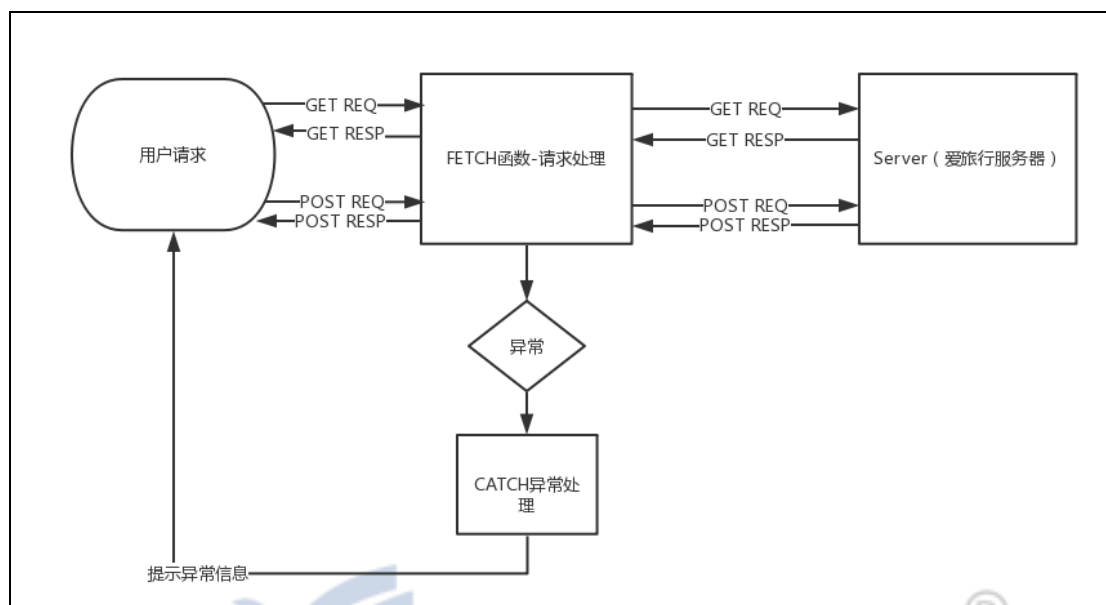 GET REQ
GET RESP
用户请求
POST REQ
POST RESP
FETCH函数-请求处理
GET REQ
GET RESP
POST REQ
POST RESP
Server（爱旅行服务器）
异常
CATCH异常处
理
提示异常信息
®